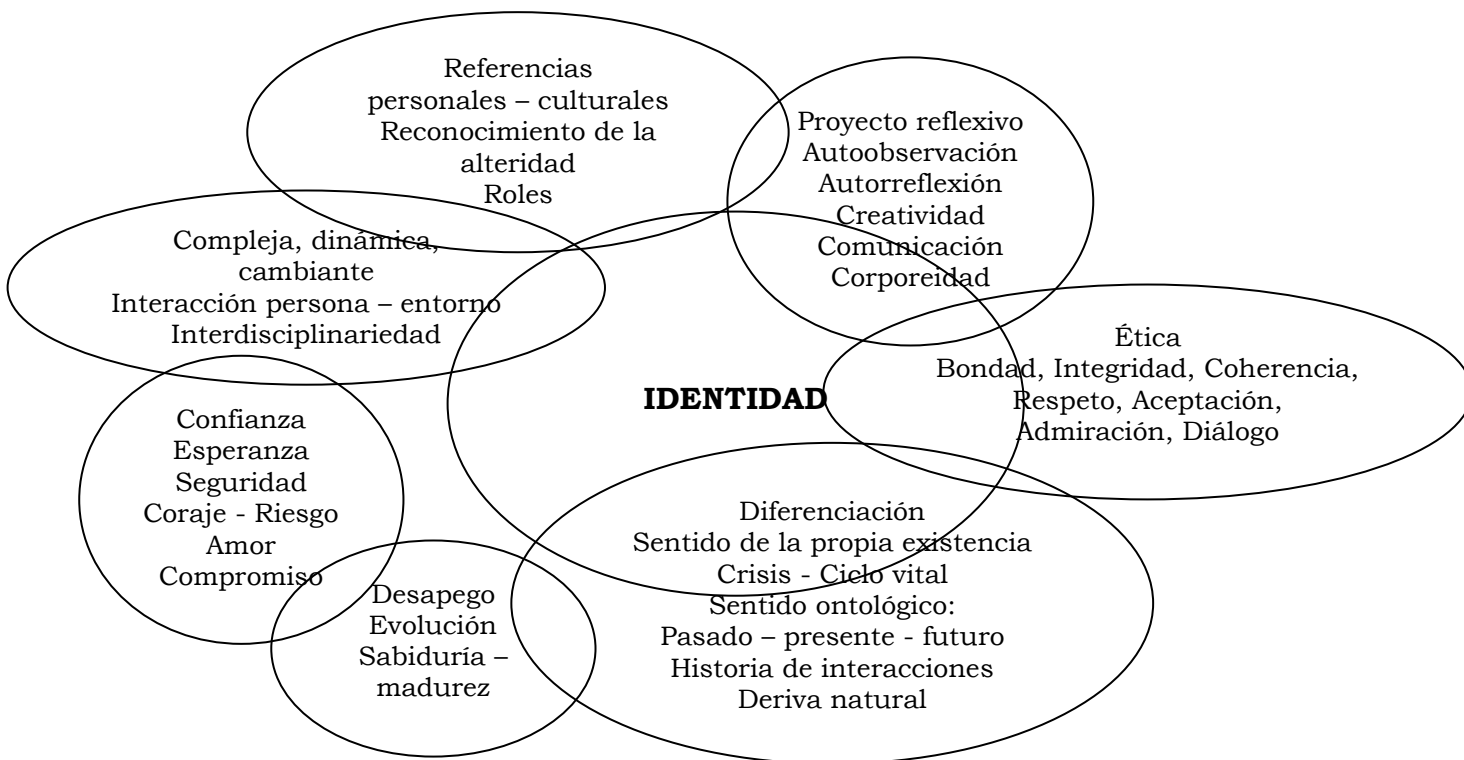 Referencias
personales – culturales
Reconocimiento de la
alteridad
Roles
Proyecto reflexivo
Autoobservación
Autorreflexión
Creatividad
Comunicación
Corporeidad
Compleja, dinámica,
cambiante
Interacción persona – entorno
Interdisciplinariedad
Ética
Bondad, Integridad, Coherencia,
Respeto, Aceptación,
Admiración, Diálogo
IDENTIDAD
Confianza
Esperanza
Seguridad
Coraje - Riesgo
Amor
Compromiso
Diferenciación
Sentido de la propia existencia
Crisis - Ciclo vital
Sentido ontológico:
Pasado – presente - futuro
Historia de interacciones
Deriva natural
Desapego
Evolución
Sabiduría –
madurez